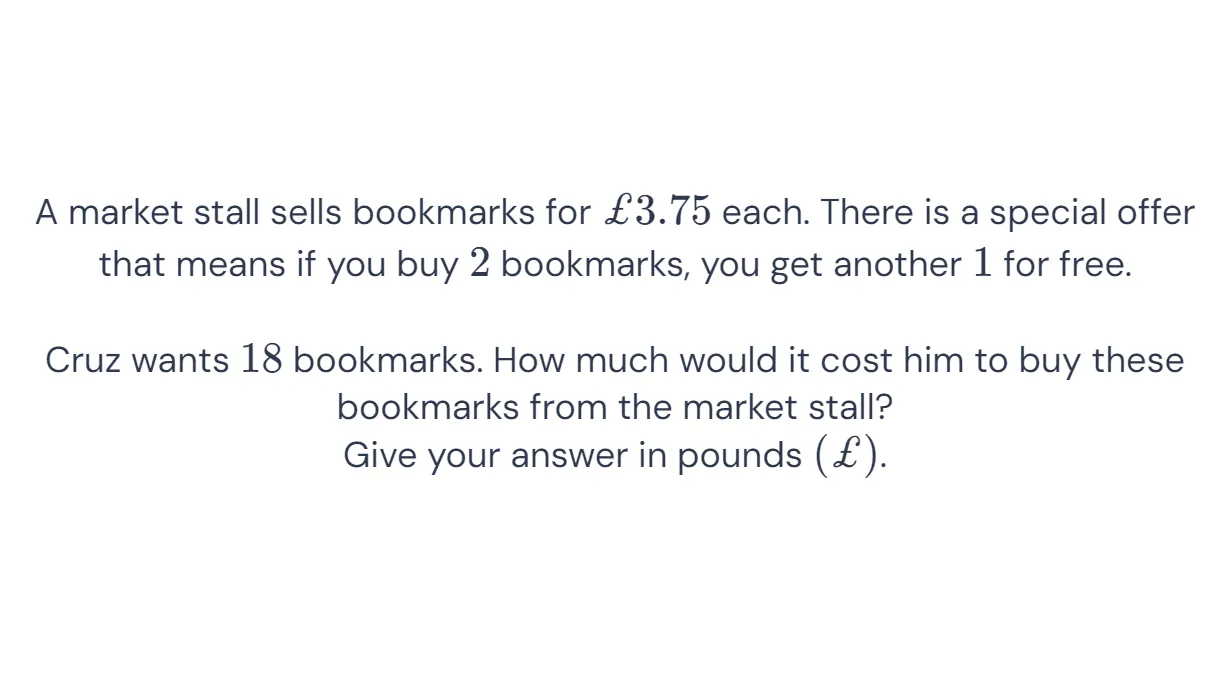 A market stall sells bookmarks for £3.75 each. There is a special offer
that means if you buy 2 bookmarks, you get another 1 for free.
Cruz wants 18 bookmarks. How much would it cost him to buy these
bookmarks from the market stall?
Give your answer in pounds (£).